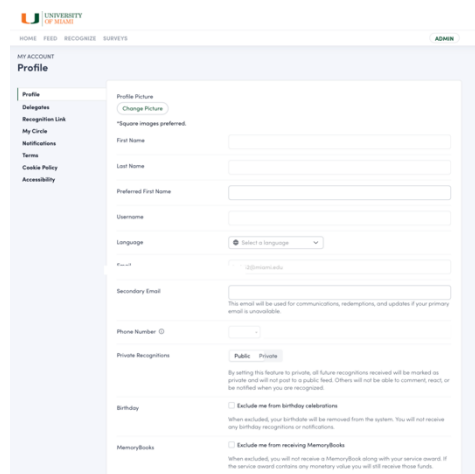 UNIVERSITY
OF MIAMI
HOME FEED RECOGNIZE SURVEYS ADMIN
MY ACCOUNT
Profile
Profile
Delegates
Recognition Link
My Circle
Notifications
Terms
Cookie Policy
Accessibility
Profile Picture
Change Picture
*Square images preferred.
First Name
Last Name
Preferred First Name
Username
Language Select a language
Email @miami.edu
Secondary Email
This email will be used for communications, redemptions, and updates if your primary
email is unavailable.
Phone Number
Private Recognitions Public Private
By setting this feature to private, all future recognitions received will be marked as
private and will not post to a public feed. Others will not be able to comment, react, or
be notified when you are recognized.
Birthday Exclude me from birthday celebrations
When excluded, your birthdate will be removed from the system. You will not receive
any birthday recognitions or notifications.
MemoryBooks Exclude me from receiving MemoryBooks
When excluded, you will not receive a MemoryBook along with your service award. If
the service award contains any monetary value you will still receive those funds.